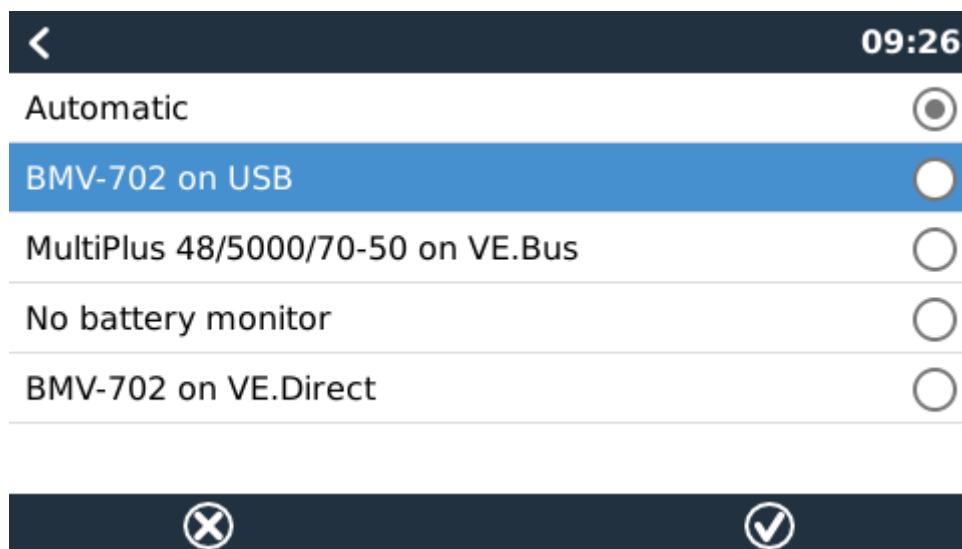 09:26
Automatic
BMV-702 on USB
MultiPlus 48/5000/70-50 on VE.Bus
No battery monitor
BMV-702 on VE.Direct